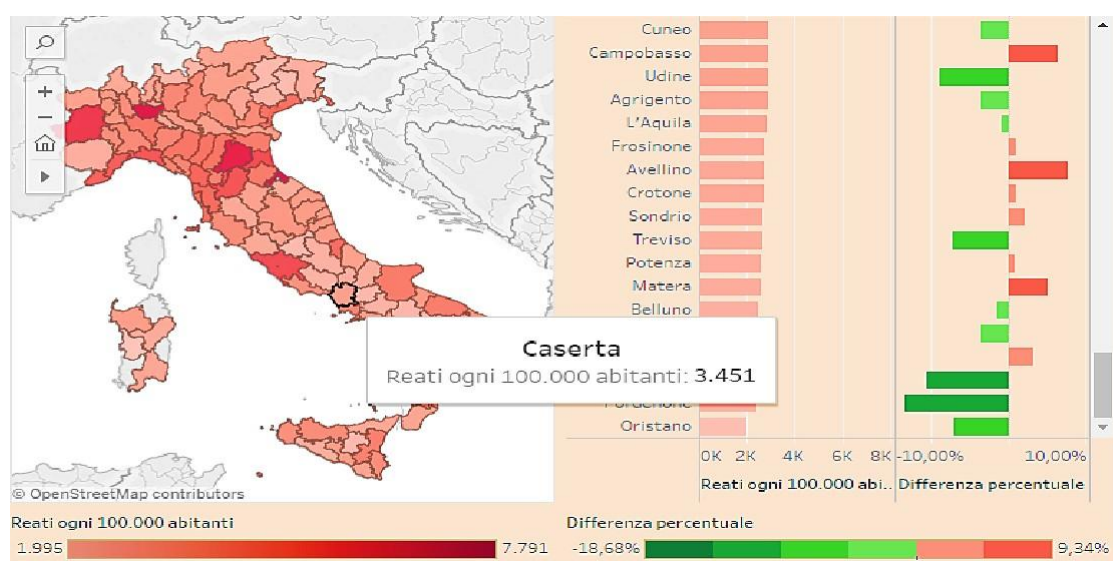 Cuneo
Campobasso
Udine
Agrigento
L'Aquila
Frosinone
Avellino
Crotone
Sondrio
Treviso
Potenza
Matera
Belluno
Caserta
Reati ogni 100.000 abitanti: 3.451
Pordenone
Oristano
0K 2K 4K 6K 8K -10,00% 10,00%
Reati ogni 100.000 abi.. Differenza percentuale
© OpenStreetMap contributors
Reati ogni 100.000 abitanti
1.995 7.791
Differenza percentuale
-18,68% 9,34%